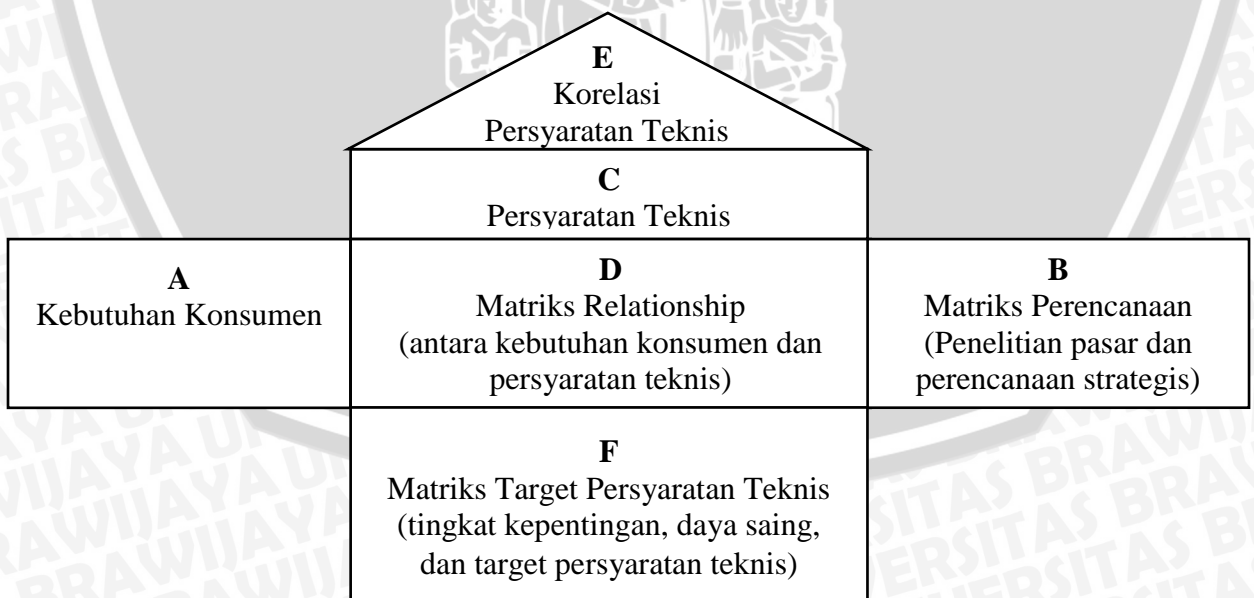 E
Korelasi
Persyaratan Teknis
C
Persyaratan Teknis
A
Kebutuhan Konsumen
D
Matriks Relationship
(antara kebutuhan konsumen dan
persyaratan teknis)
B
Matriks Perencanaan
(Penelitian pasar dan
perencanaan strategis)
F
Matriks Target Persyaratan Teknis
(tingkat kepentingan, daya saing,
dan target persyaratan teknis)